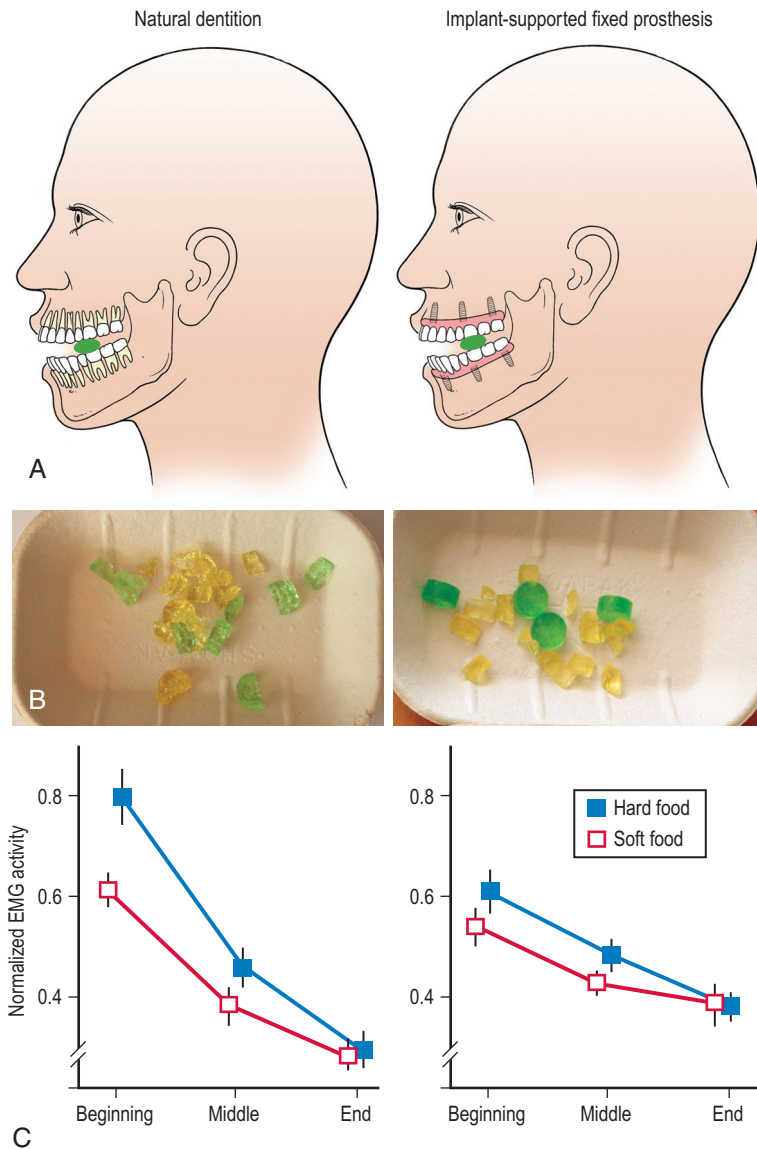 Natural dentition
Implant-supported fixed prosthesis
A
B
Normalized EMG activity
0.8
0.6
0.4
Beginning
Middle
End
0.8
0.6
0.4
Hard food
Soft food
Beginning
Middle
End
C